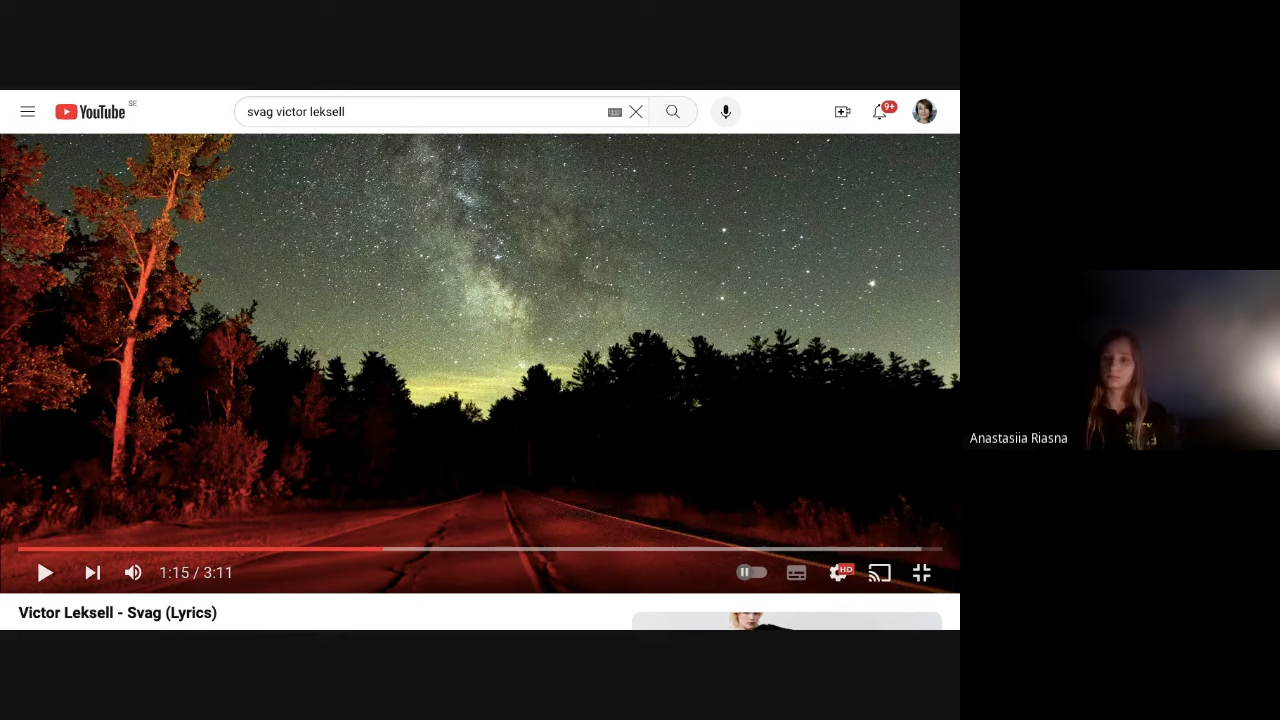 YouTube SE
svag victor leksell
9+
1:15 / 3:11
HD
Victor Leksell - Svag (Lyrics)
Anastasiia Riasna